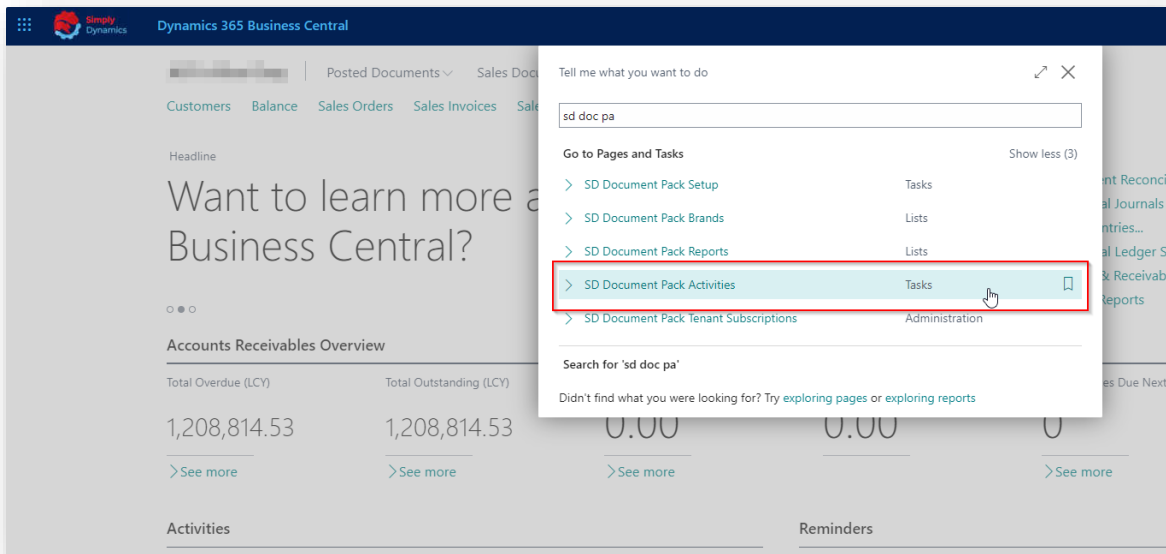 Simply
Dynamics
Dynamics 365 Business Central
Posted Documents
Sales Docu
Customers Balance Sales Orders Sales Invoices Sale
Headline
Want to learn more a
Business Central?
Tell me what you want to do
sd doc pa
Go to Pages and Tasks Show less (3)
SD Document Pack Setup Tasks
SD Document Pack Brands Lists
SD Document Pack Reports Lists
SD Document Pack Activities Tasks
SD Document Pack Tenant Subscriptions Administration
Search for 'sd doc pa'
Didn't find what you were looking for? Try exploring pages or exploring reports
nt Reconci
al Journals
ntries...
al Ledger S
& Receivab
Reports
Accounts Receivables Overview
Total Overdue (LCY) Total Outstanding (LCY) es Due Next
1,208,814.53 1,208,814.53 0.00 0.00 0
See more See more See more See more
Activities Reminders